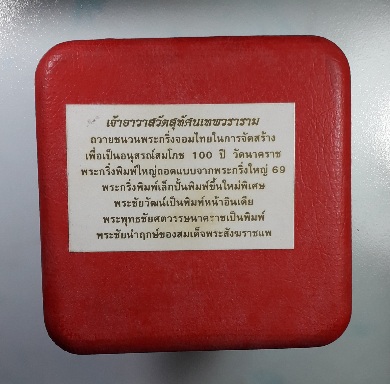 เจ้าอาวาสวัดสุทัศนเทพวราราม
ถวายชนวนพระกริ่งจอมไทยในการจัดสร้าง
เพื่อเป็นอนุสรณ์สมโภช 100 ปี วัดนาคราช
พระกริ่งพิมพ์ใหญ่ถอดแบบจากพระกริ่งใหญ่ 69
พระกริ่งพิมพ์เล็กปั้นพิมพ์ขึ้นใหม่พิเศษ
พระชัยวัฒน์เป็นพิมพ์หน้าอินเดีย
พระพุทธชัยศตวรรษนาคราชเป็นพิมพ์
พระชัยนำฤกษ์ของสมเด็จพระสังฆราชแพ